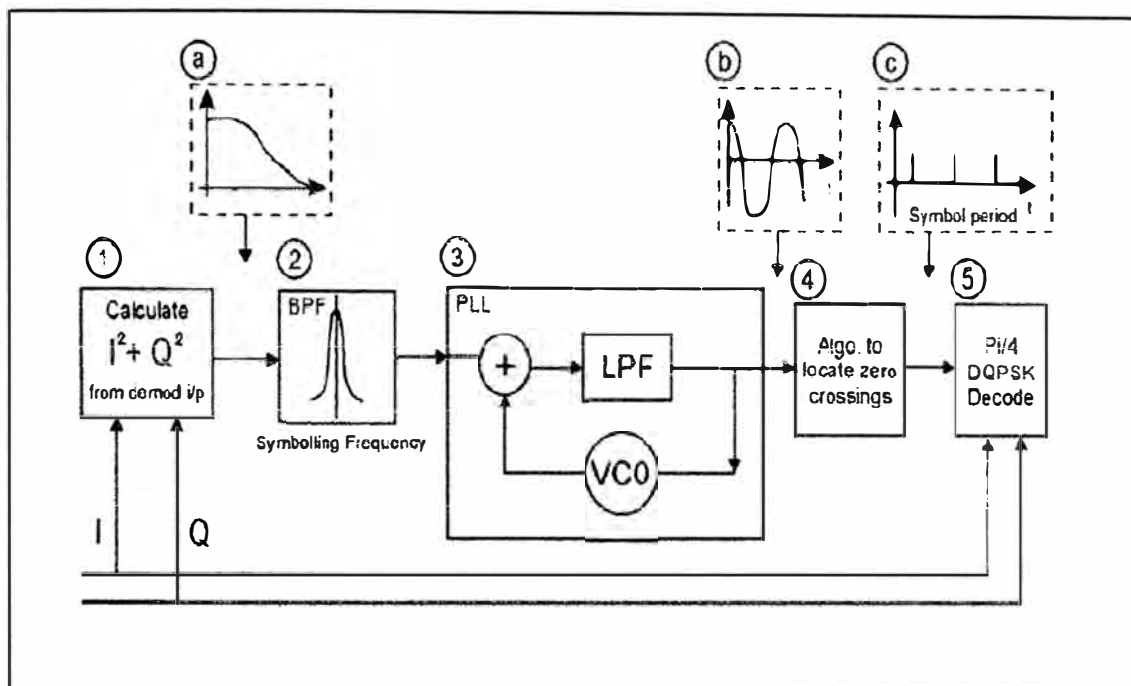 a
b
c
t
Symbol period
1
2
3
4
5
Calculate
I² + Q²
from demod i/p
BPF
Symbolling Frequency
PLL
+
LPF
VCO
Algo. to
locate zero
crossings
Pi/4
DQPSK
Decode
I
Q